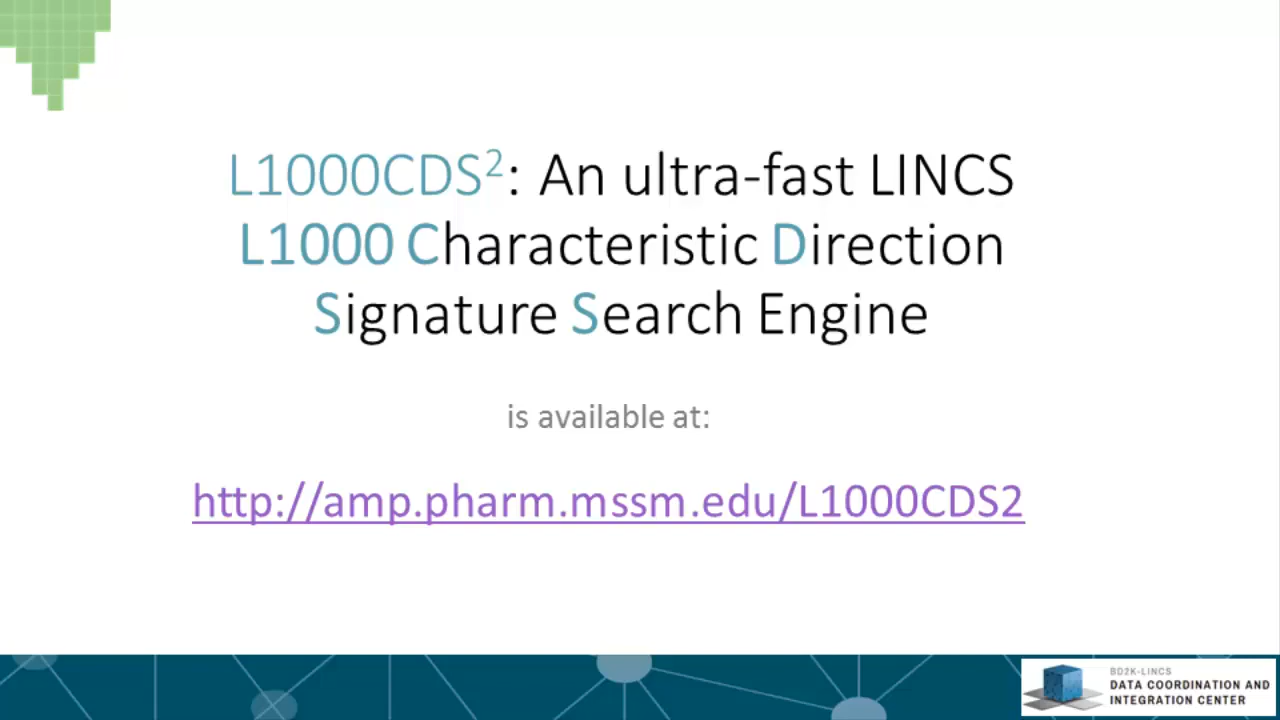 L1000CDS²: An ultra-fast LINCS
L1000 Characteristic Direction
Signature Search Engine
is available at:
http://amp.pharm.mssm.edu/L1000CDS2
BD2K-LINCS
DATA COORDINATION AND
INTEGRATION CENTER